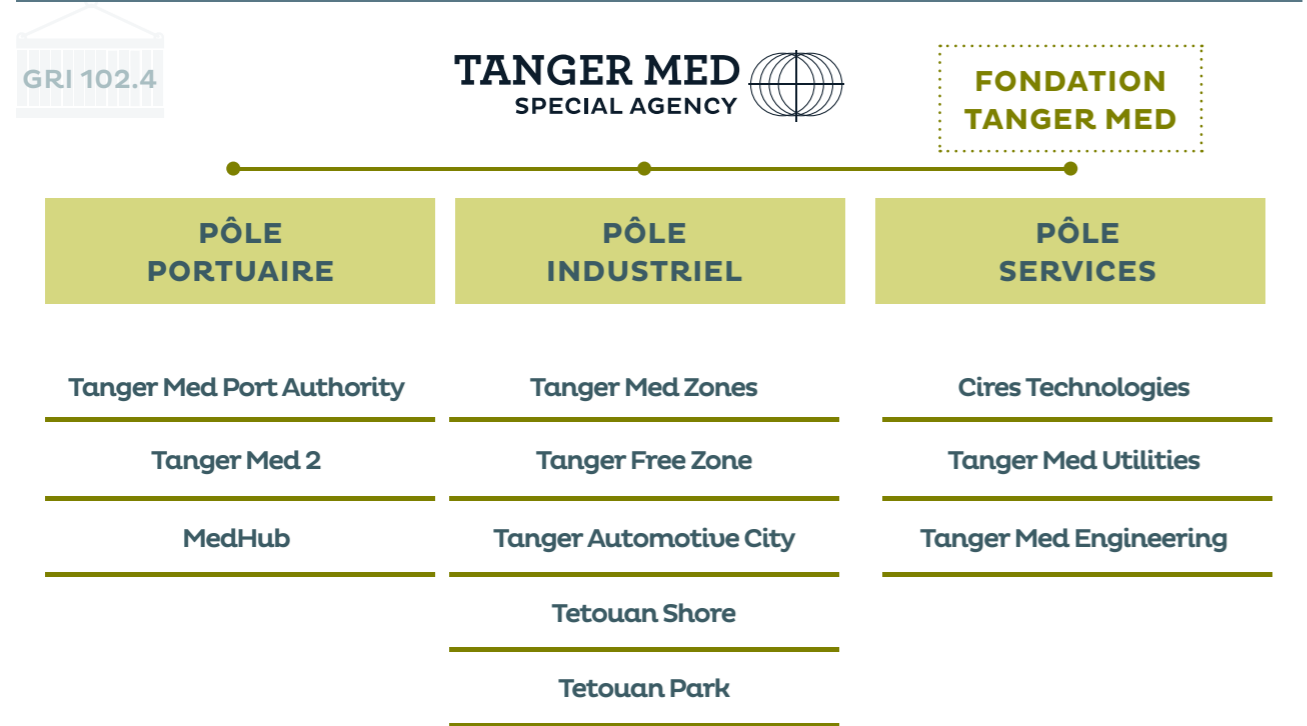 GRI 102.4
TANGER MED
SPECIAL AGENCY
FONDATION
TANGER MED
PÔLE
PORTUAIRE
PÔLE
INDUSTRIEL
PÔLE
SERVICES
Tanger Med Port Authority
Tanger Med Zones
Cires Technologies
Tanger Med 2
Tanger Free Zone
Tanger Med Utilities
MedHub
Tanger Automotive City
Tanger Med Engineering
Tetouan Shore
Tetouan Park